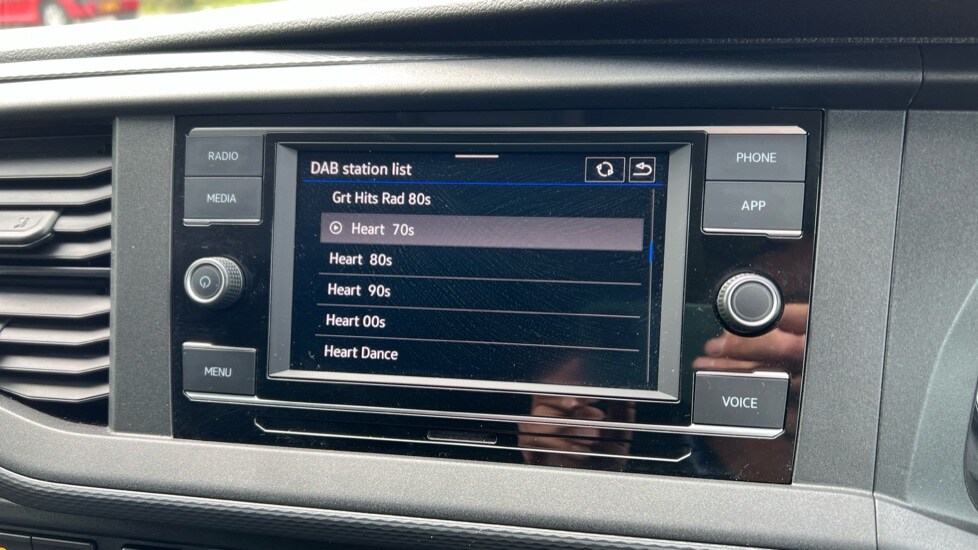 RADIO
MEDIA
MENU
DAB station list
Grt Hits Rad 80s
Heart 70s
Heart 80s
Heart 90s
Heart 00s
Heart Dance
PHONE
APP
VOICE